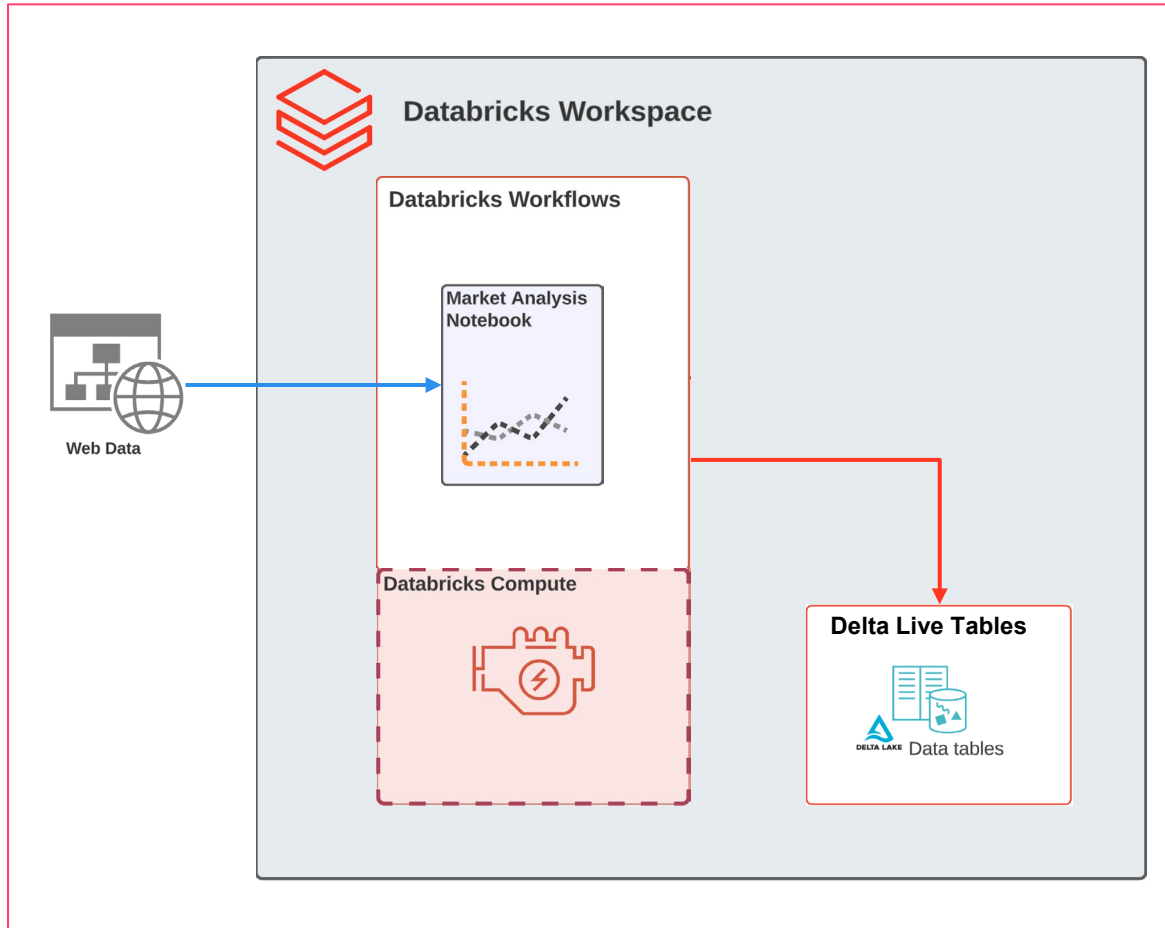 Databricks Workspace
Databricks Workflows
Market Analysis
Notebook
Web Data
Databricks Compute
Delta Live Tables
DELTA LAKE
Data tables